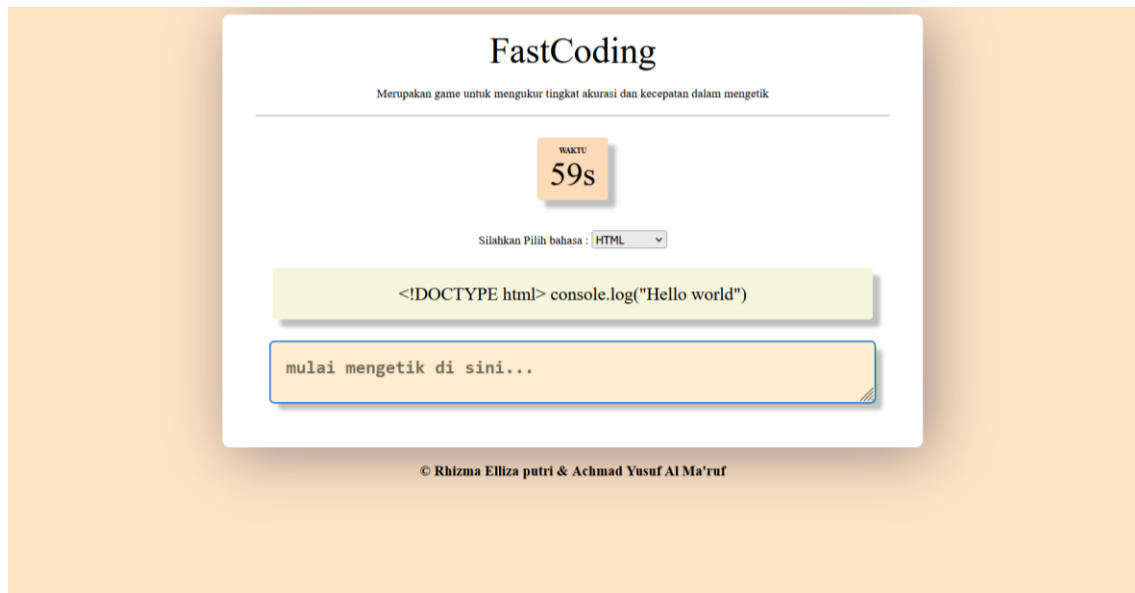 FastCoding
Merupakan game untuk mengukur tingkat akurasi dan kecepatan dalam mengetik
WAKTU
59s
Silahkan Pilih bahasa : HTML
<!DOCTYPE html> console.log("Hello world")
mulai mengetik di sini...
© Rhizma Elliza putri & Achmad Yusuf Al Ma'ruf